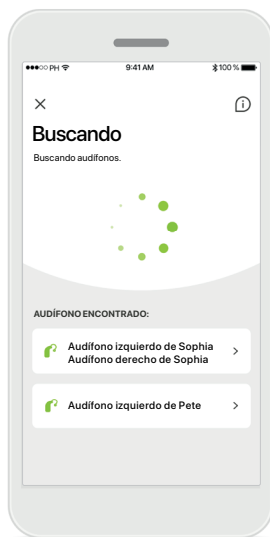 PH 9:41 AM 100 %
Buscando
Buscando audífonos.
AUDÍFONO ENCONTRADO:
Audífono izquierdo de Sophia
Audífono derecho de Sophia
Audífono izquierdo de Pete